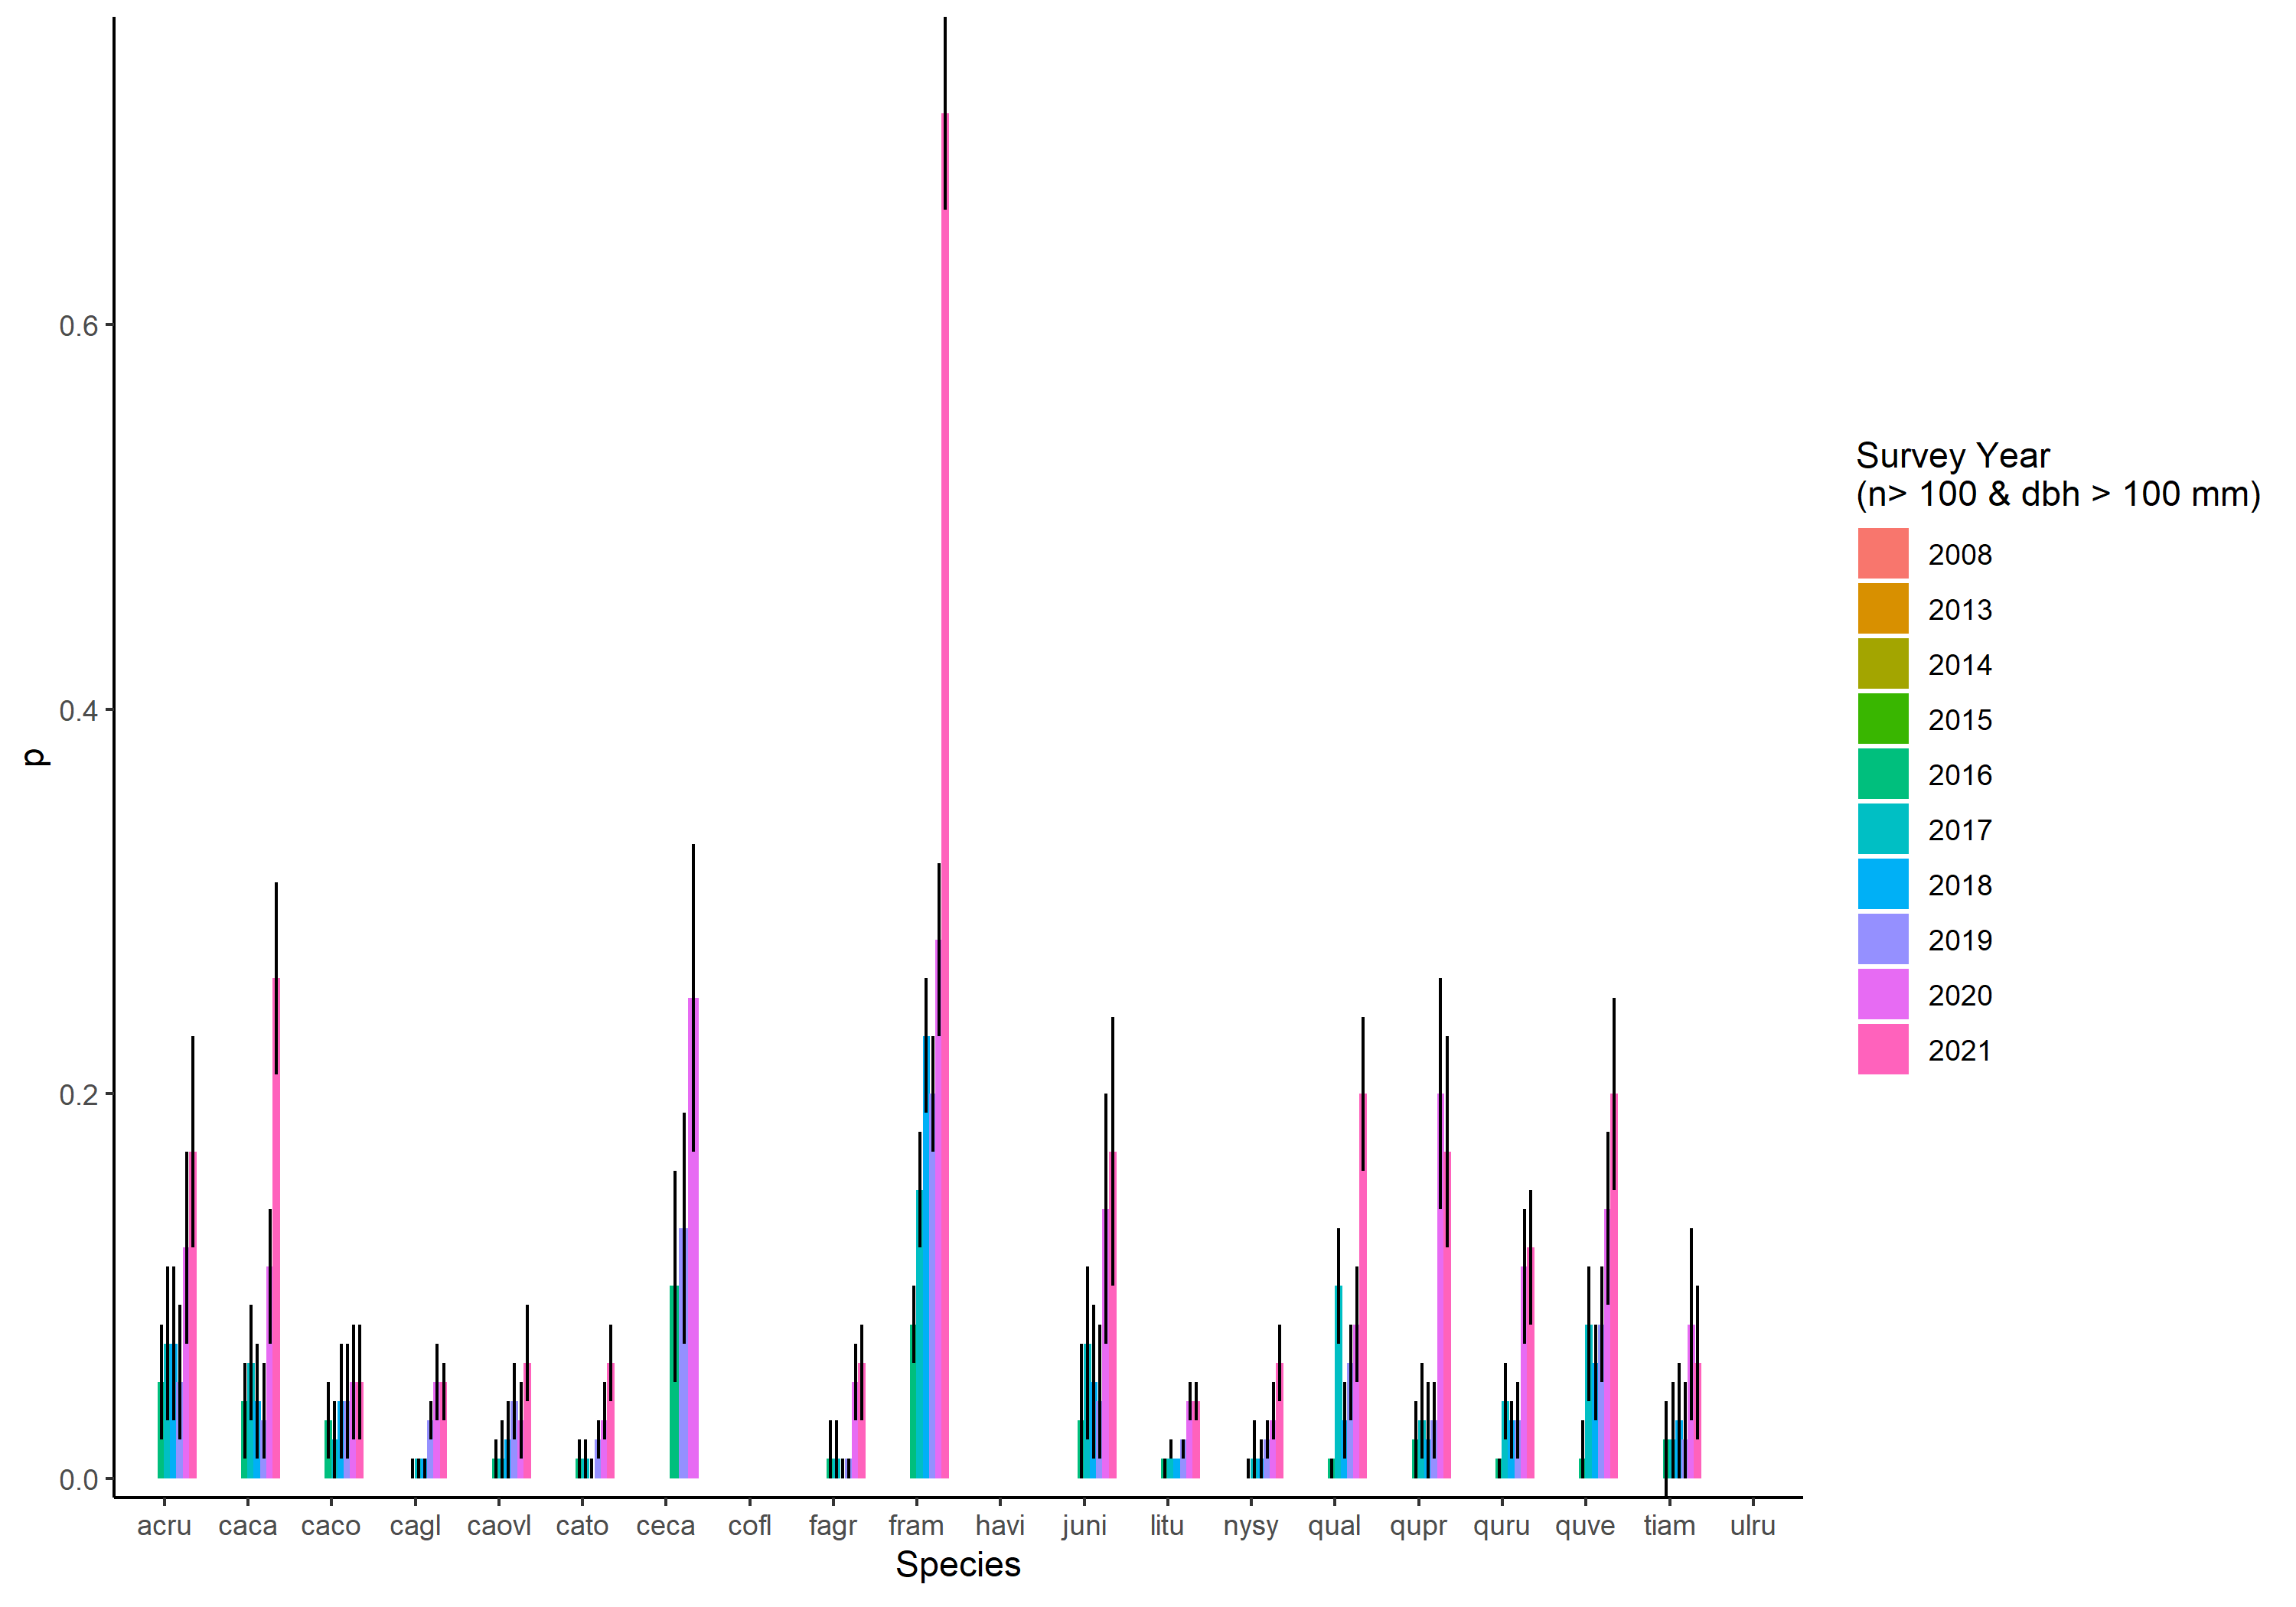 0.6
0.4
0.2
0.0
p
acru caca caco cagl caovl cato ceca cofl fagr fram havi juni litu nysy qual qupr quru quve tiam ulru
Species
Survey Year
(n> 100 & dbh > 100 mm)
2008
2013
2014
2015
2016
2017
2018
2019
2020
2021